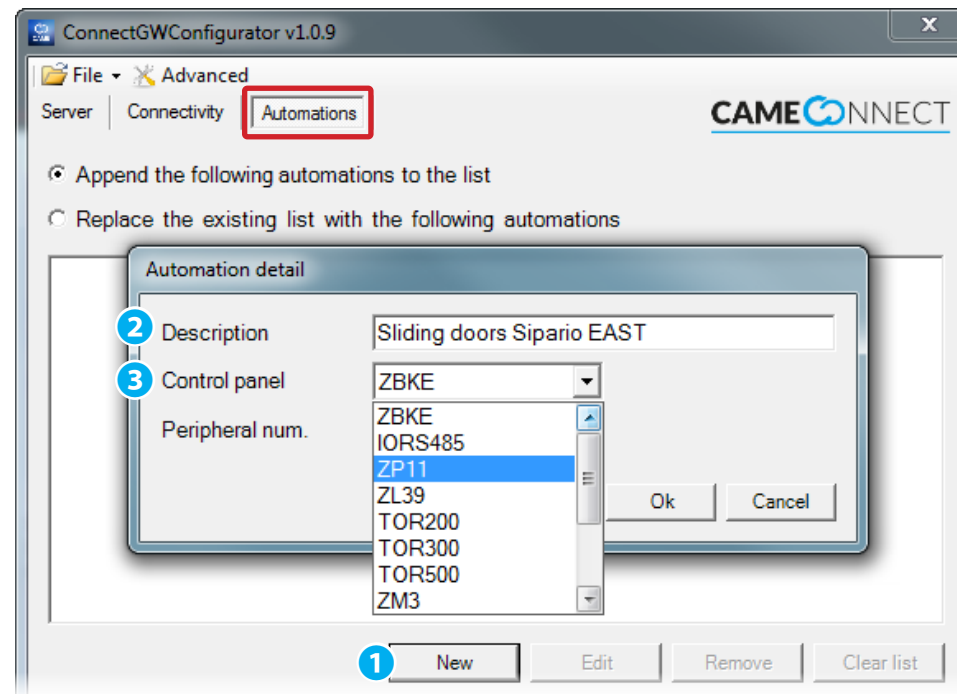 ConnectGWConfigurator v1.0.9
x
File Advanced
Server Connectivity Automations
CAME CONNECT
Append the following automations to the list
Replace the existing list with the following automations
Automation detail
2 Description Sliding doors Sipario EAST
3 Control panel ZBKE
Peripheral num.
ZBKE
IORS485
ZP11
ZL39
TOR200
TOR300
TOR500
ZM3
Ok Cancel
1 New Edit Remove Clear list